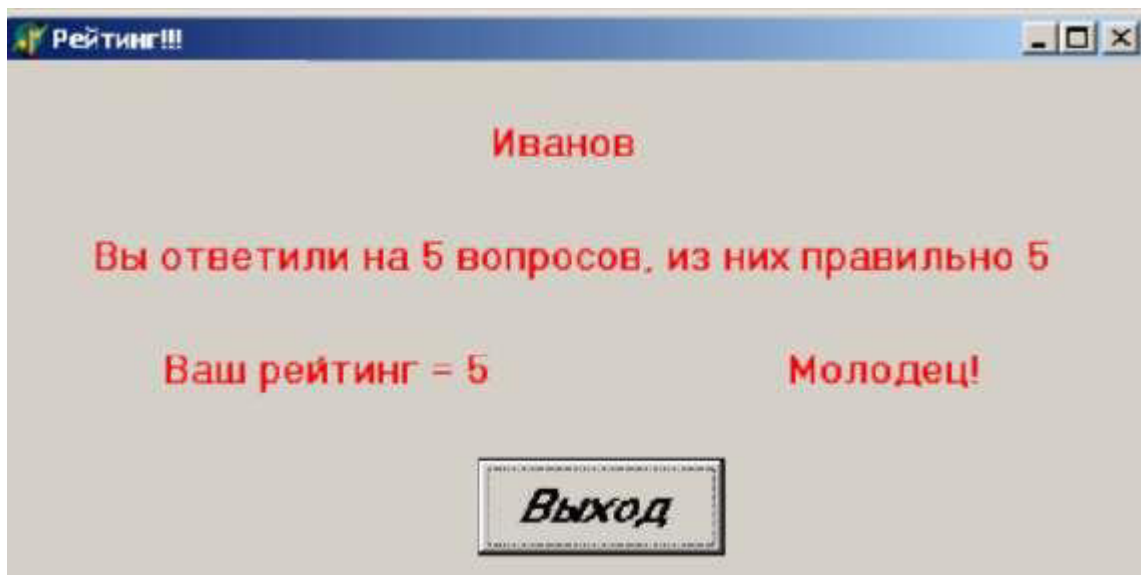 Рейтинг!!!
Иванов
Вы ответили на 5 вопросов, из них правильно 5
Ваш рейтинг = 5 Молодец!
Выход